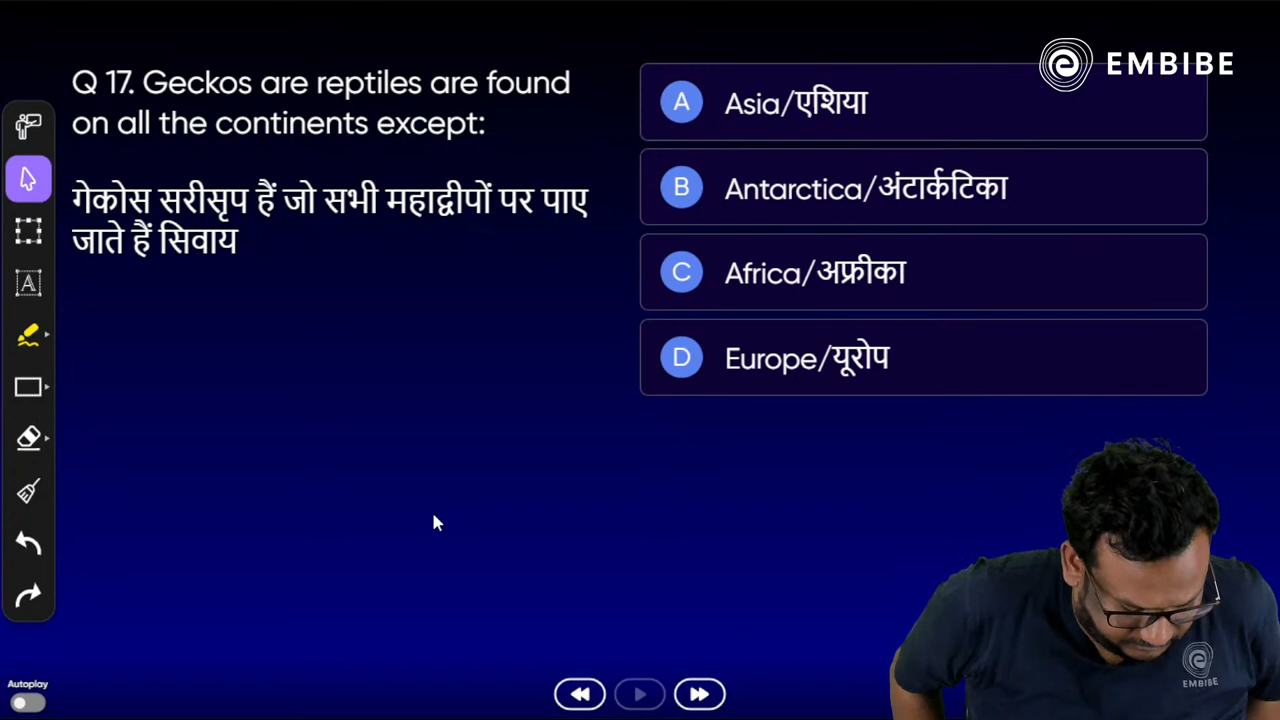 EMBIBE
Q 17. Geckos are reptiles are found
on all the continents except:
गेकोस सरीसृप हैं जो सभी महाद्वीपों पर पाए
जाते हैं सिवाय
A Asia/एशिया
B Antarctica/अंटार्कटिका
C Africa/अफ्रीका
D Europe/यूरोप
A
EMBIBE
Autoplay